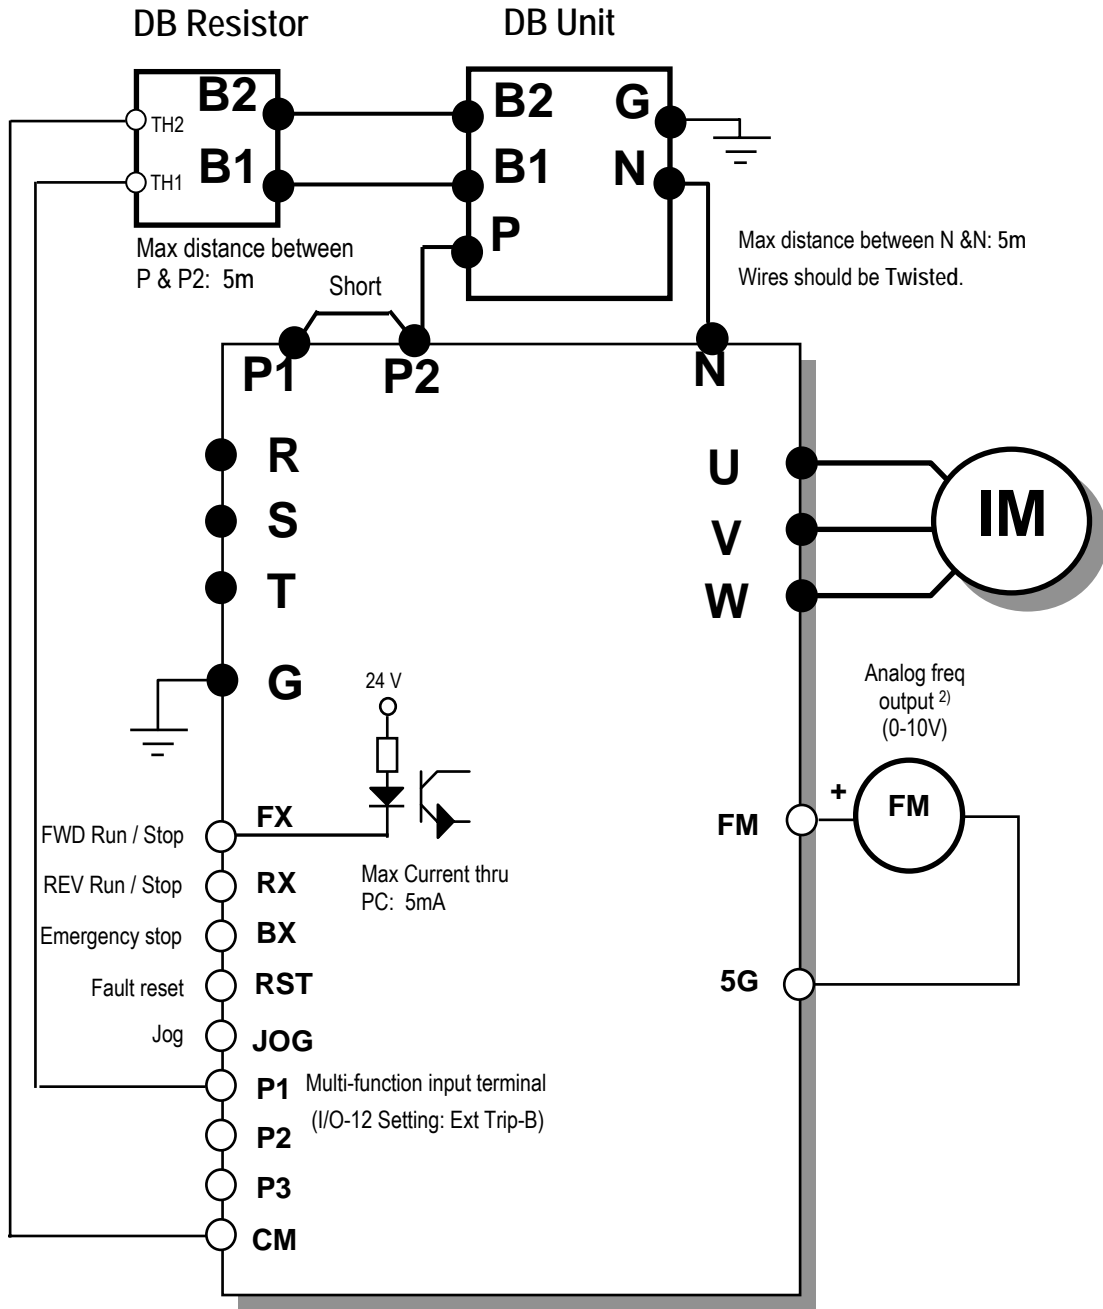 DB Resistor
DB Unit
B2
TH2
B1
TH1
B2
G
B1
N
P
Max distance between
P & P2: 5m
Max distance between N &N: 5m
Wires should be Twisted.
Short
P1
P2
N
R
S
T
G
U
V
W
IM
24 V
Analog freq
output 2)
(0-10V)
+
FM
FM
5G
FWD Run / Stop
FX
Max Current thru
PC: 5mA
REV Run / Stop
RX
Emergency stop
BX
Fault reset
RST
Jog
JOG
P1
Multi-function input terminal
(I/O-12 Setting: Ext Trip-B)
P2
P3
CM